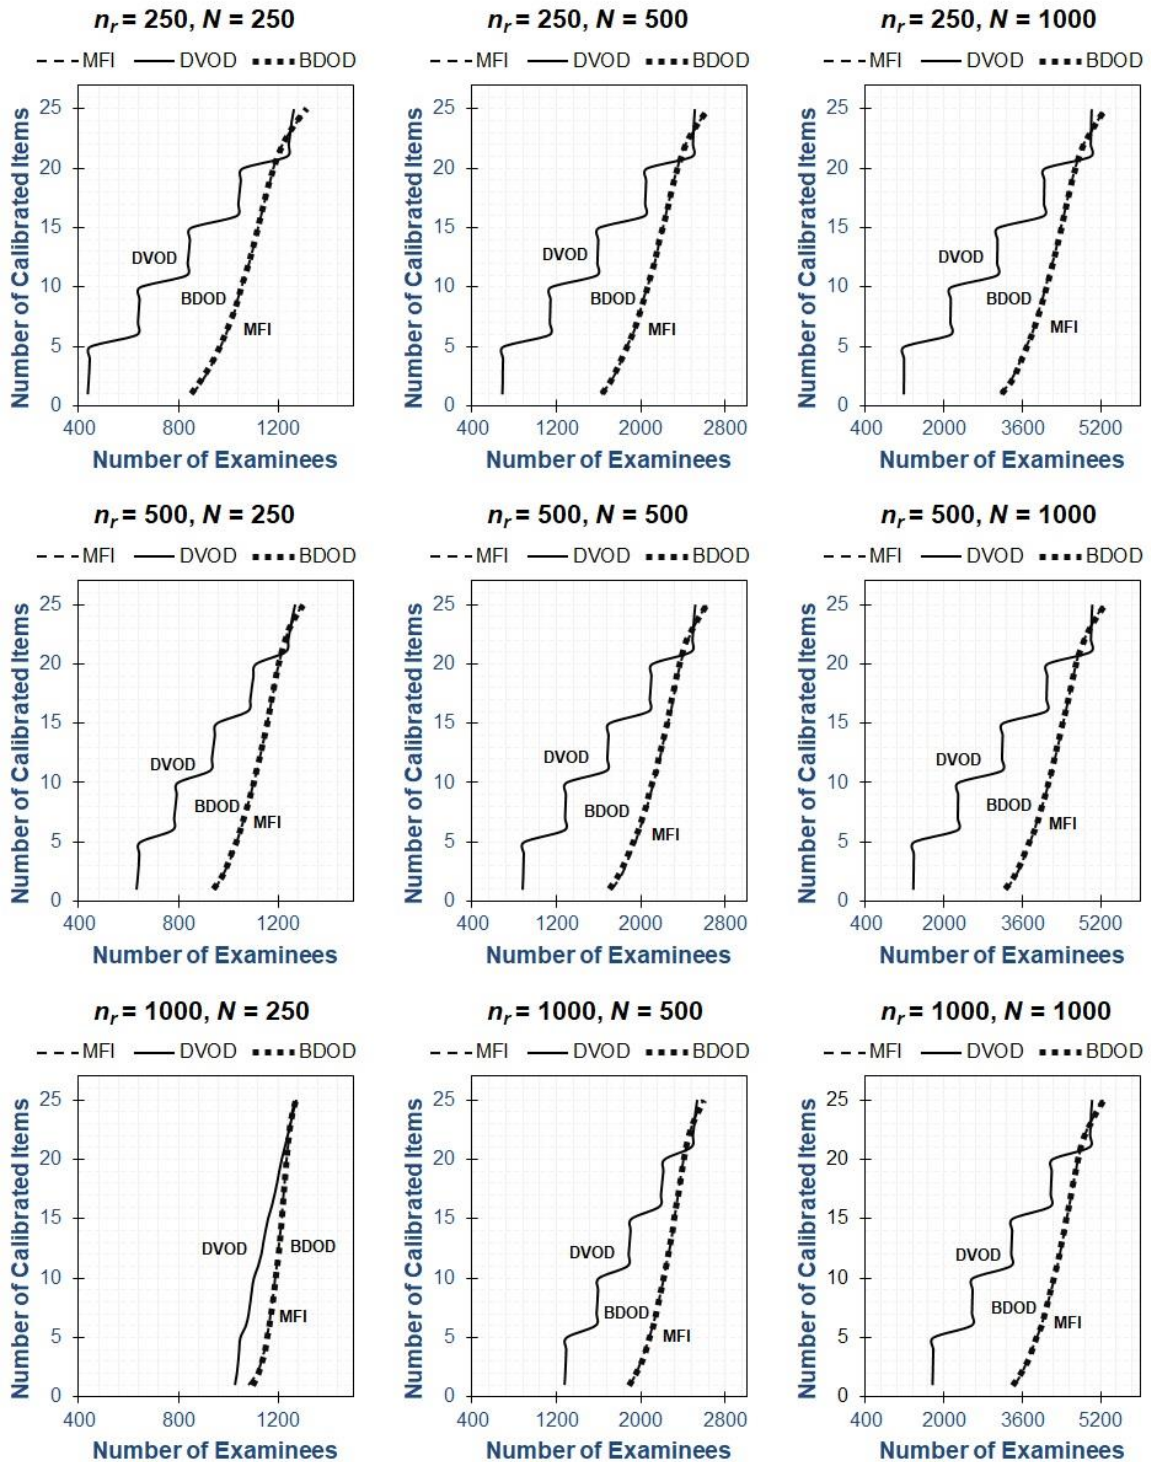 nr = 250, N = 250
MFI DVOD BDOD
Number of Calibrated Items
25
20
15
10
5
0
DVOD
BDOD
MFI
400 800 1200
Number of Examinees
nr = 250, N = 500
MFI DVOD BDOD
Number of Calibrated Items
25
20
15
10
5
0
DVOD
BDOD
MFI
400 1200 2000 2800
Number of Examinees
nr = 250, N = 1000
MFI DVOD BDOD
Number of Calibrated Items
25
20
15
10
5
0
DVOD
BDOD
MFI
400 2000 3600 5200
Number of Examinees
nr = 500, N = 250
MFI DVOD BDOD
Number of Calibrated Items
25
20
15
10
5
0
DVOD
BDOD
MFI
400 800 1200
Number of Examinees
nr = 500, N = 500
MFI DVOD BDOD
Number of Calibrated Items
25
20
15
10
5
0
DVOD
BDOD
MFI
400 1200 2000 2800
Number of Examinees
nr = 500, N = 1000
MFI DVOD BDOD
Number of Calibrated Items
25
20
15
10
5
0
DVOD
BDOD
MFI
400 2000 3600 5200
Number of Examinees
nr = 1000, N = 250
MFI DVOD BDOD
Number of Calibrated Items
25
20
15
10
5
0
DVOD BDOD
MFI
400 800 1200
Number of Examinees
nr = 1000, N = 500
MFI DVOD BDOD
Number of Calibrated Items
25
20
15
10
5
0
DVOD
BDOD
MFI
400 1200 2000 2800
Number of Examinees
nr = 1000, N = 1000
MFI DVOD BDOD
Number of Calibrated Items
25
20
15
10
5
0
DVOD
BDOD
MFI
400 2000 3600 5200
Number of Examinees